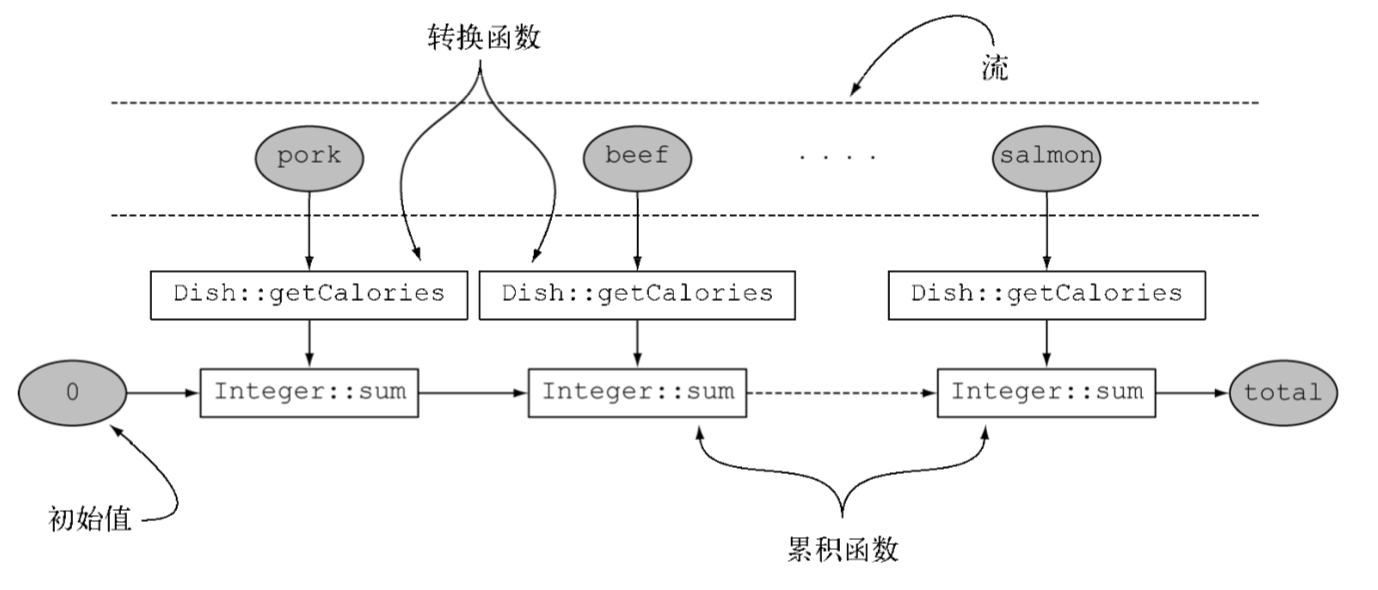 转换函数
流
pork
beef
. . . .
salmon
Dish::getCalories
Dish::getCalories
Dish::getCalories
0
Integer::sum
Integer::sum
Integer::sum
total
初始值
累积函数